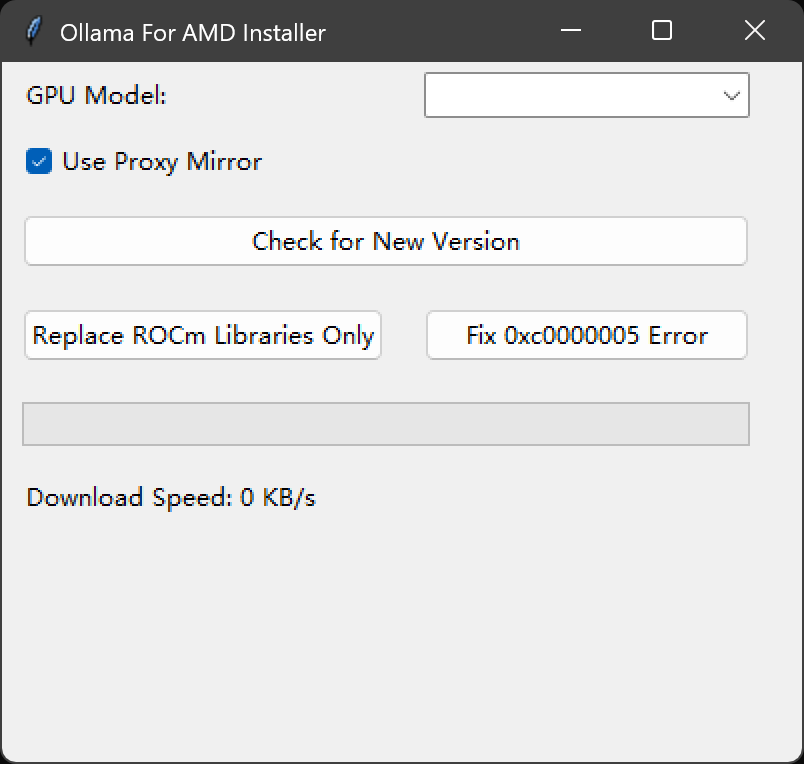 Ollama For AMD Installer
GPU Model:
Use Proxy Mirror
Check for New Version
Replace ROCm Libraries Only
Fix 0xc0000005 Error
Download Speed: 0 KB/s